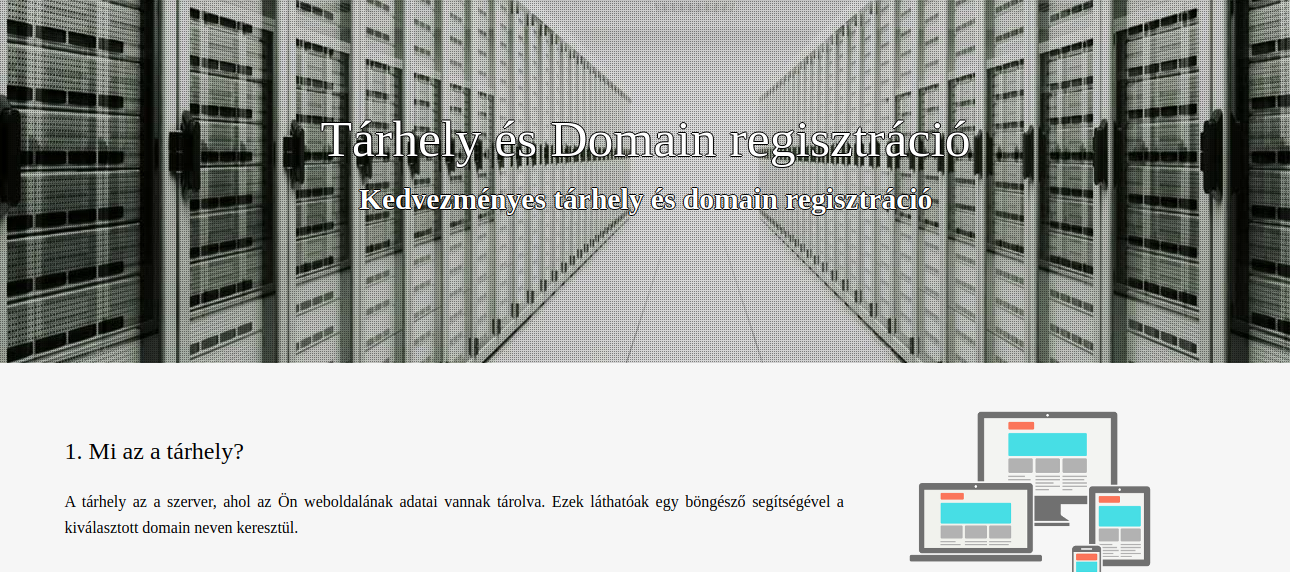 Tárhely és Domain regisztráció
Kedvezményes tárhely és domain regisztráció
1. Mi az a tárhely?
A tárhely az a szerver, ahol az Ön weboldalának adatai vannak tárolva. Ezek láthatóak egy böngésző segítségével a
kiválasztott domain neven keresztül.